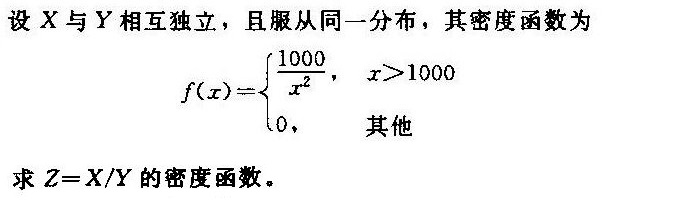 设 X 与 Y 相互独立，且服从同一分布，其密度函数为
f(x)={ 1000/x², x>1000
0, 其他
求 Z=X/Y 的密度函数。